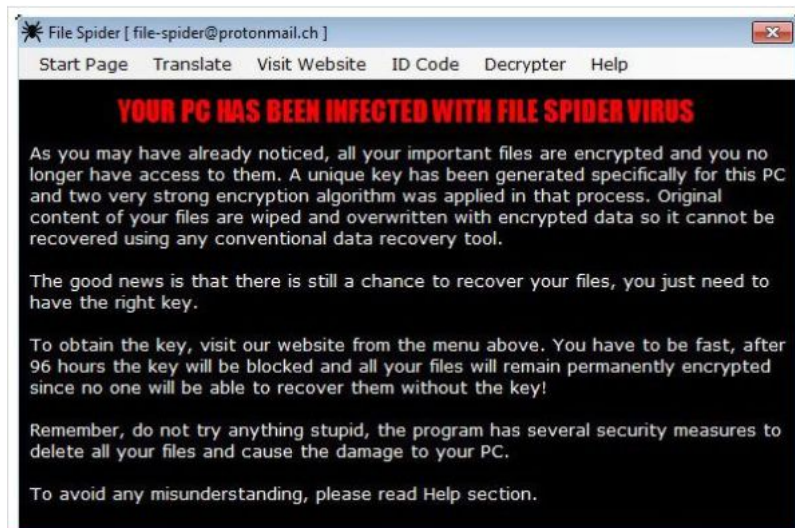 File Spider [ file-spider@protonmail.ch ]
Start Page Translate Visit Website ID Code Decrypter Help
YOUR PC HAS BEEN INFECTED WITH FILE SPIDER VIRUS
As you may have already noticed, all your important files are encrypted and you no
longer have access to them. A unique key has been generated specifically for this PC
and two very strong encryption algorithm was applied in that process. Original
content of your files are wiped and overwritten with encrypted data so it cannot be
recovered using any conventional data recovery tool.
The good news is that there is still a chance to recover your files, you just need to
have the right key.
To obtain the key, visit our website from the menu above. You have to be fast, after
96 hours the key will be blocked and all your files will remain permanently encrypted
since no one will be able to recover them without the key!
Remember, do not try anything stupid, the program has several security measures to
delete all your files and cause the damage to your PC.
To avoid any misunderstanding, please read Help section.